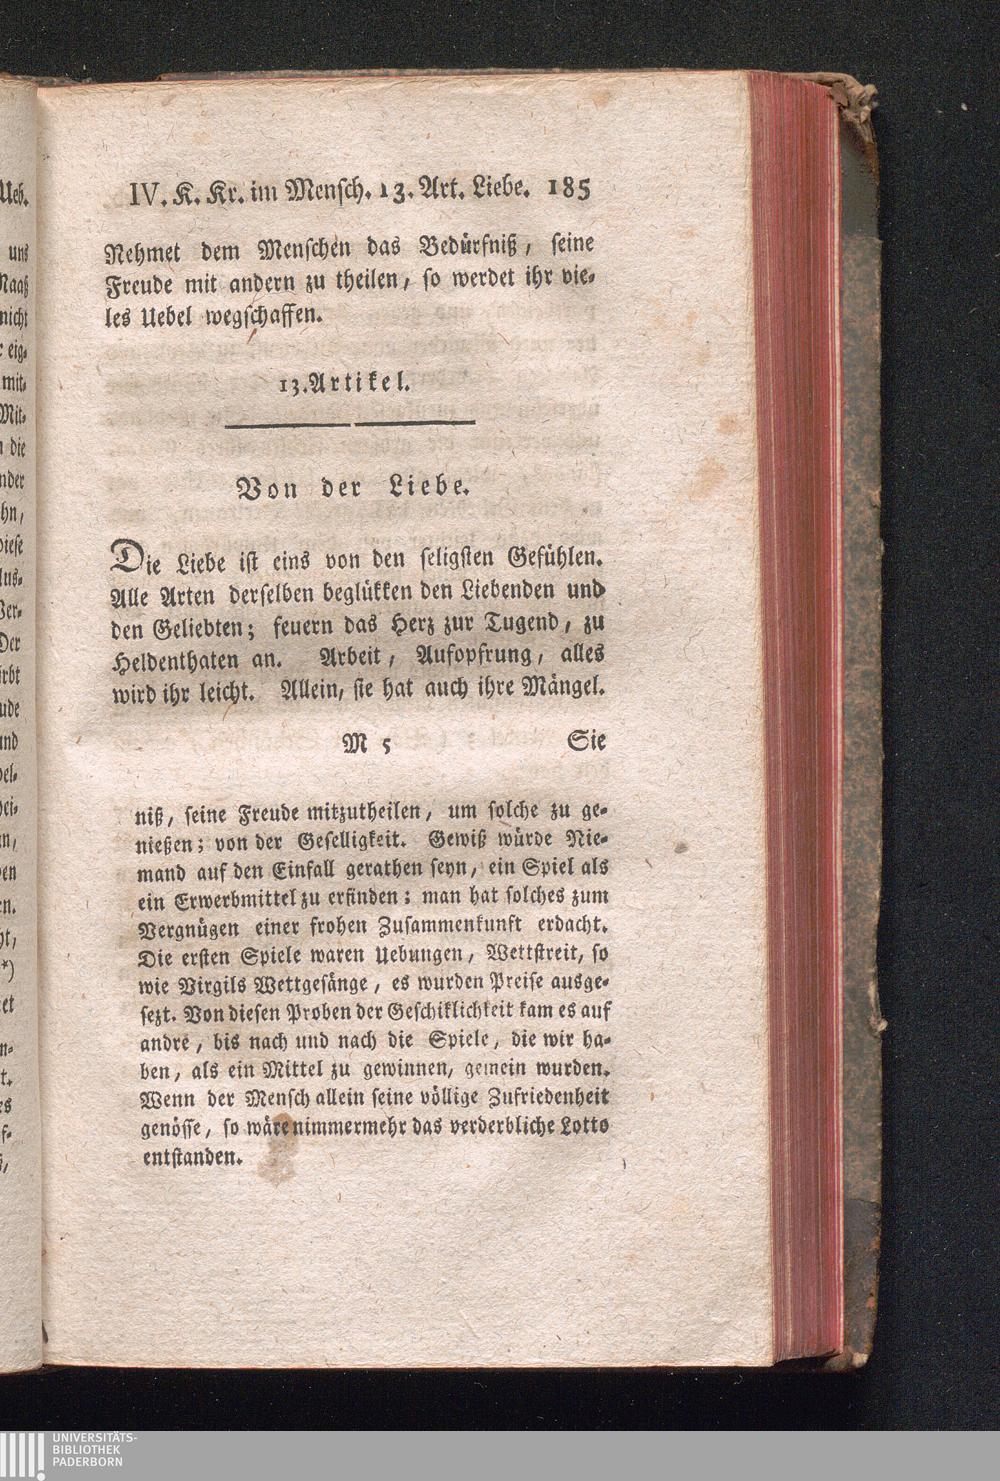 IV. K. Kr. im Mensch. 13. Art. Liebe. 185
Nehmet dem Menschen das Bedürfniß, seine
Freude mit andern zu theilen, so werdet ihr vie-
les Uebel wegschaffen.
13. Artikel.
Von der Liebe.
Die Liebe ist eins von den seligsten Gefühlen.
Alle Arten derselben beglükken den Liebenden und
den Geliebten; feuern das Herz zur Tugend, zu
Heldenthaten an. Arbeit, Aufopfrung, alles
wird ihr leicht. Allein, sie hat auch ihre Mängel.
M 5 Sie
niß, seine Freude mitzutheilen, um solche zu ge-
nießen; von der Geselligkeit. Gewiß würde Nie-
mand auf den Einfall gerathen seyn, ein Spiel als
ein Erwerbmittel zu erfinden: man hat solches zum
Vergnügen einer frohen Zusammenkunft erdacht.
Die ersten Spiele waren Uebungen, Wettstreit, so
wie Virgils Wettgesänge, es wurden Preise ausge-
sezt. Von diesen Proben der Geschiklichkeit kam es auf
andre, bis nach und nach die Spiele, die wir ha-
ben, als ein Mittel zu gewinnen, gemein wurden.
Wenn der Mensch allein seine völlige Zufriedenheit
genösse, so wäre nimmermehr das verderbliche Lotto
entstanden.
UNIVERSITÄTS-
BIBLIOTHEK
PADERBORN